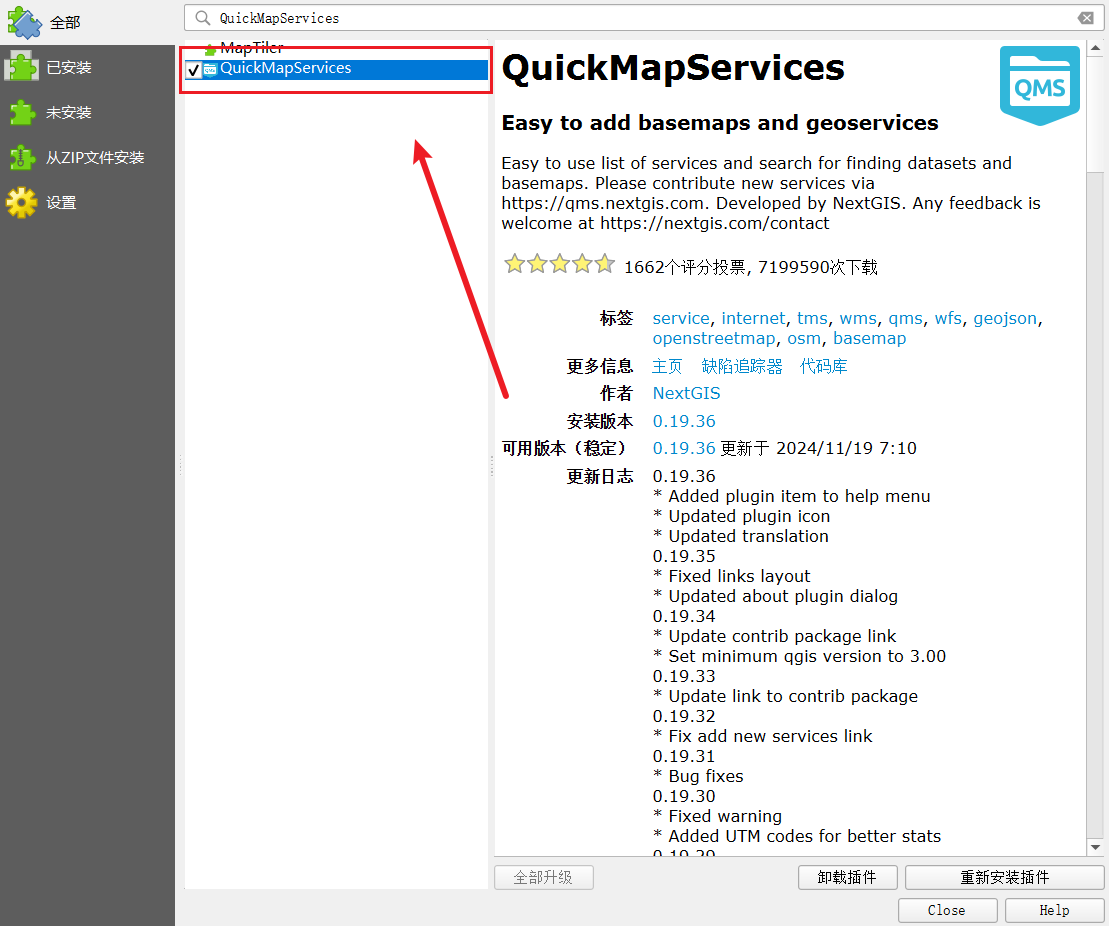 全部
已安装
未安装
从ZIP文件安装
设置
QuickMapServices
MapTiler
QuickMapServices
QuickMapServices
QMS
Easy to add basemaps and geoservices
Easy to use list of services and search for finding datasets and
basemaps. Please contribute new services via
https://qms.nextgis.com. Developed by NextGIS. Any feedback is
welcome at https://nextgis.com/contact
1662个评分投票, 7199590次下载
标签 service, internet, tms, wms, qms, wfs, geojson,
openstreetmap, osm, basemap
更多信息 主页 缺陷追踪器 代码库
作者 NextGIS
安装版本 0.19.36
可用版本（稳定） 0.19.36 更新于 2024/11/19 7:10
更新日志 0.19.36
* Added plugin item to help menu
* Updated plugin icon
* Updated translation
0.19.35
* Fixed links layout
* Updated about plugin dialog
0.19.34
* Update contrib package link
* Set minimum qgis version to 3.00
0.19.33
* Update link to contrib package
0.19.32
* Fix add new services link
0.19.31
* Bug fixes
0.19.30
* Fixed warning
* Added UTM codes for better stats
0.19.29
全部升级 卸载插件 重新安装插件
Close Help